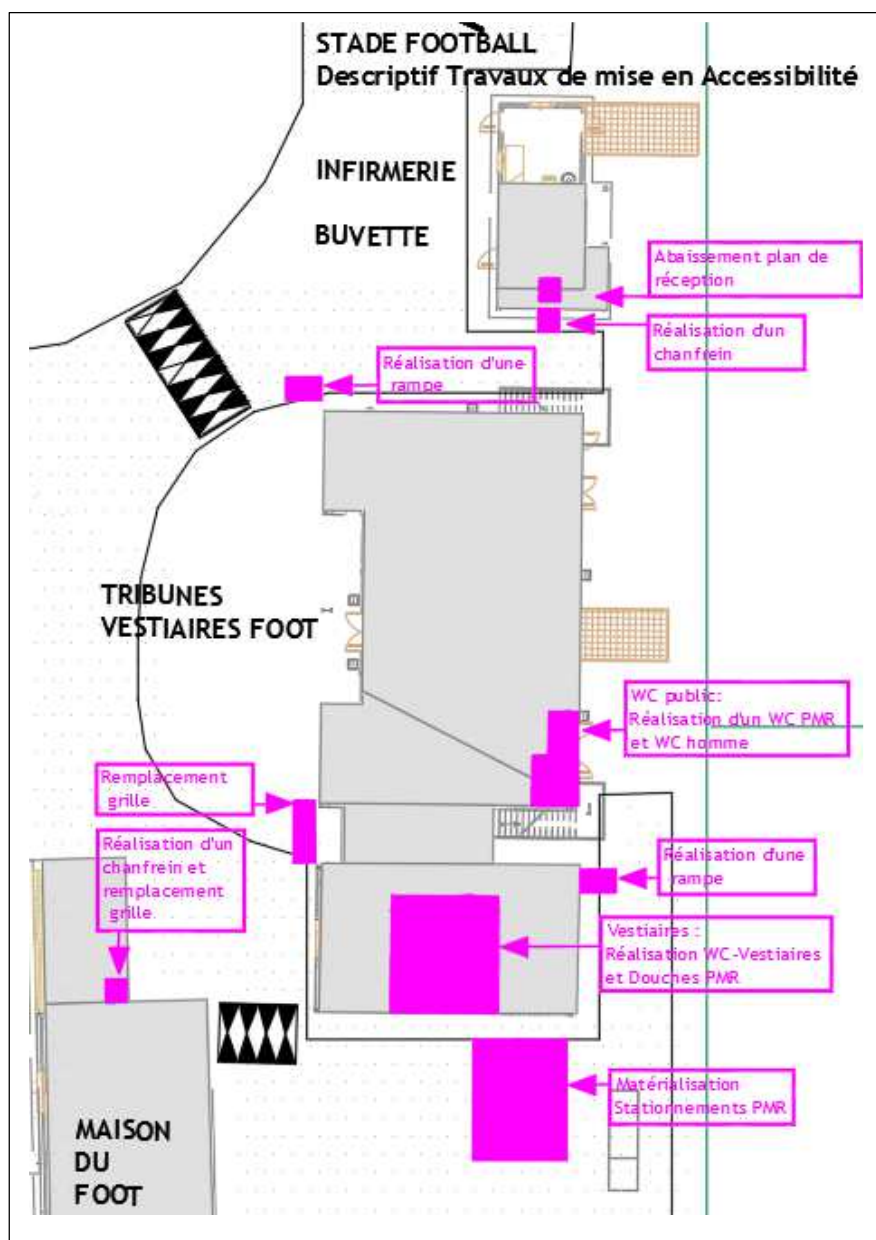 STADE FOOTBALL
Descriptif Travaux de mise en Accessibilité
INFIRMERIE
BUVETTE
Abaissement plan de
réception
Réalisation d'un
chanfrein
Réalisation d'une
rampe
TRIBUNES
VESTIAIRES FOOT
WC public:
Réalisation d'un WC PMR
et WC homme
Remplacement
grille
Réalisation d'un
chanfrein et
remplacement
grille.
Réalisation d'une
rampe
Vestiaires :
Réalisation WC-Vestiaires
et Douches PMR
Matérialisation
Stationnements PMR
MAISON
DU
FOOT